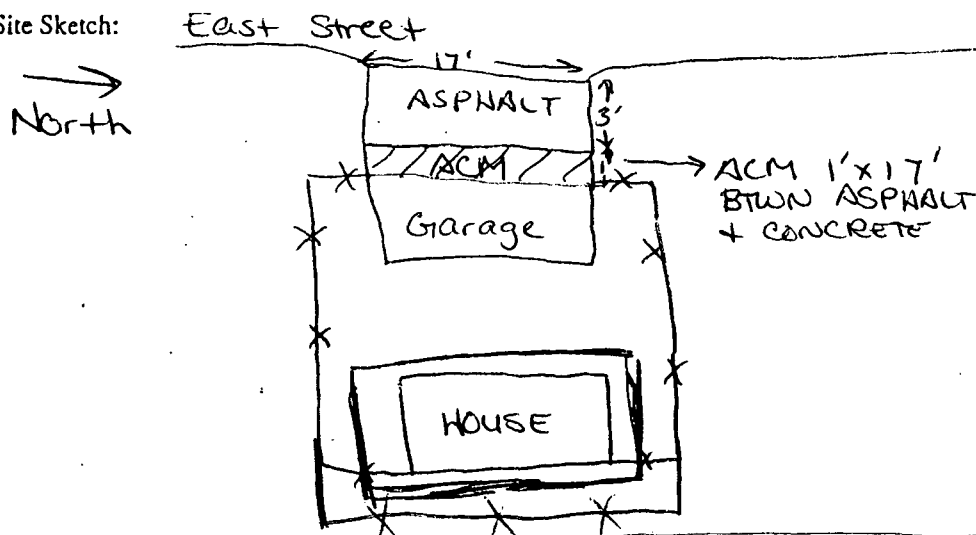 Site Sketch: East Street
North
17'
ASPHALT
3'
ACM
1'
ACM 1'x17'
BTWN ASPHALT
+ CONCRETE
Garage
HOUSE